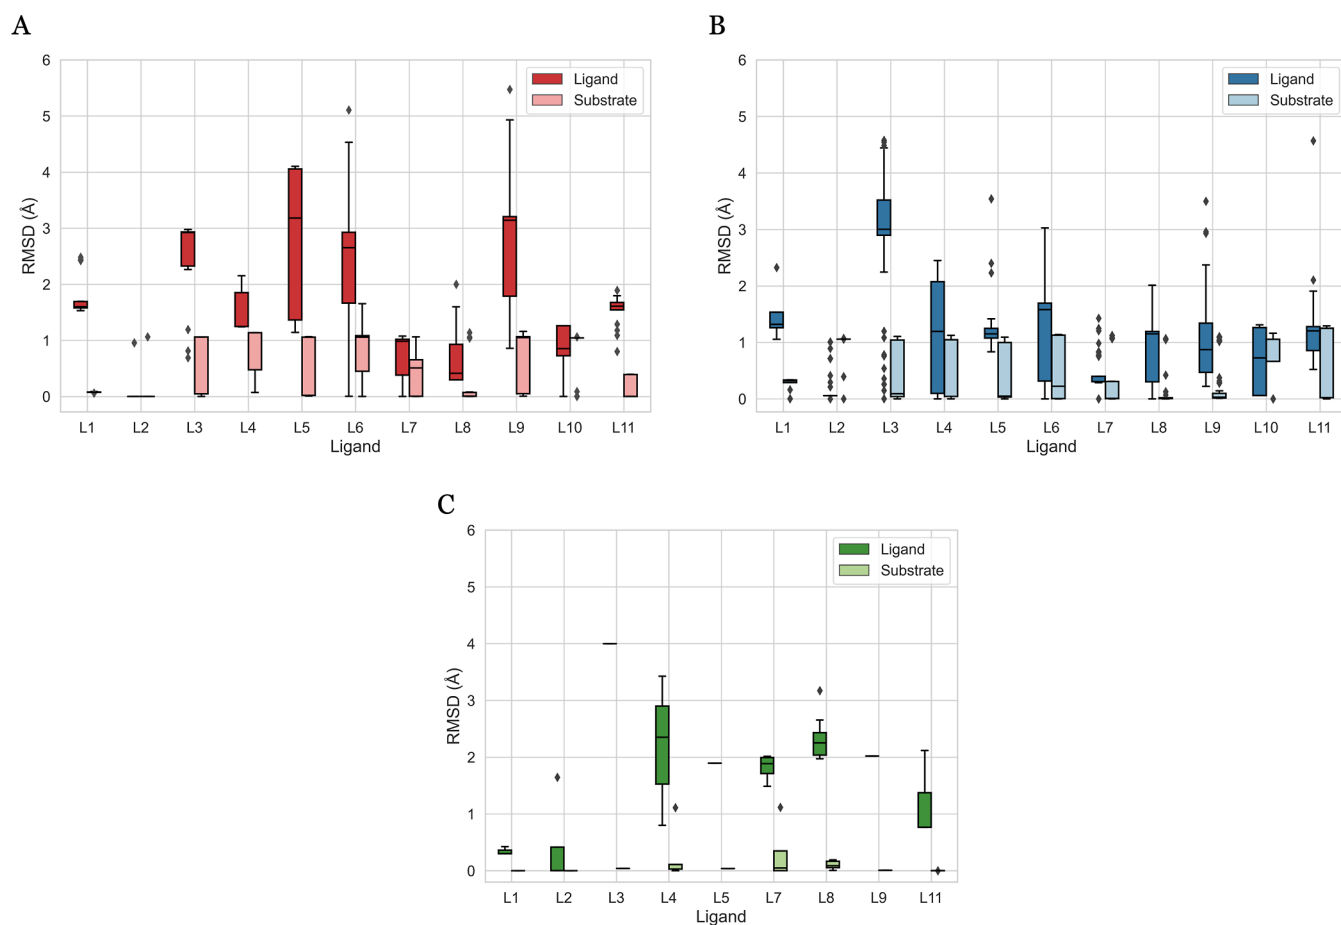 A
RMSD (Å)
6
5
4
3
2
1
0
Ligand
Substrate
L1 L2 L3 L4 L5 L6 L7 L8 L9 L10 L11
Ligand
B
RMSD (Å)
6
5
4
3
2
1
0
Ligand
Substrate
L1 L2 L3 L4 L5 L6 L7 L8 L9 L10 L11
Ligand
C
RMSD (Å)
6
5
4
3
2
1
0
Ligand
Substrate
L1 L2 L3 L4 L5 L7 L8 L9 L11
Ligand